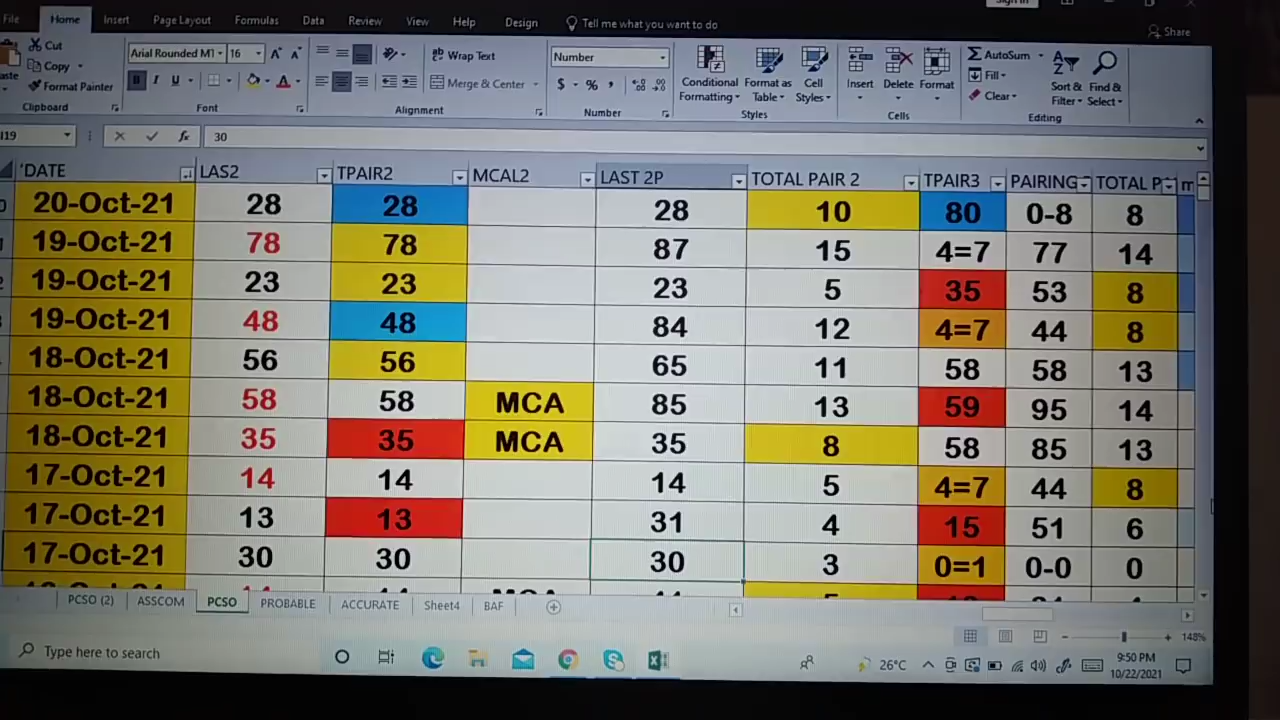 File Home Insert Page Layout Formulas Data Review View Help Design Tell me what you want to do
Share
Cut
Copy
Format Painter
Clipboard
Arial Rounded MT 16
B I U
Font
Wrap Text
Merge & Center
Alignment
Number
$ % ,
Number
Conditional Formatting
Format as Table
Cell Styles
Styles
Insert Delete Format
Cells
AutoSum
Fill
Clear
Sort & Filter
Find & Select
Editing
I19 fx 30
'DATE LAS2 TPAIR2 MCAL2 LAST 2P TOTAL PAIR 2 TPAIR3 PAIRING TOTAL P
20-Oct-21 28 28 28 10 80 0-8 8
19-Oct-21 78 78 87 15 4=7 77 14
19-Oct-21 23 23 23 5 35 53 8
19-Oct-21 48 48 84 12 4=7 44 8
18-Oct-21 56 56 65 11 58 58 13
18-Oct-21 58 58 MCA 85 13 59 95 14
18-Oct-21 35 35 MCA 35 8 58 85 13
17-Oct-21 14 14 14 5 4=7 44 8
17-Oct-21 13 13 31 4 15 51 6
17-Oct-21 30 30 30 3 0=1 0-0 0
PCSO (2) ASSCOM PCSO PROBABLE ACCURATE Sheet4 BAF
148%
Type here to search
26°C
9:50 PM
10/22/2021